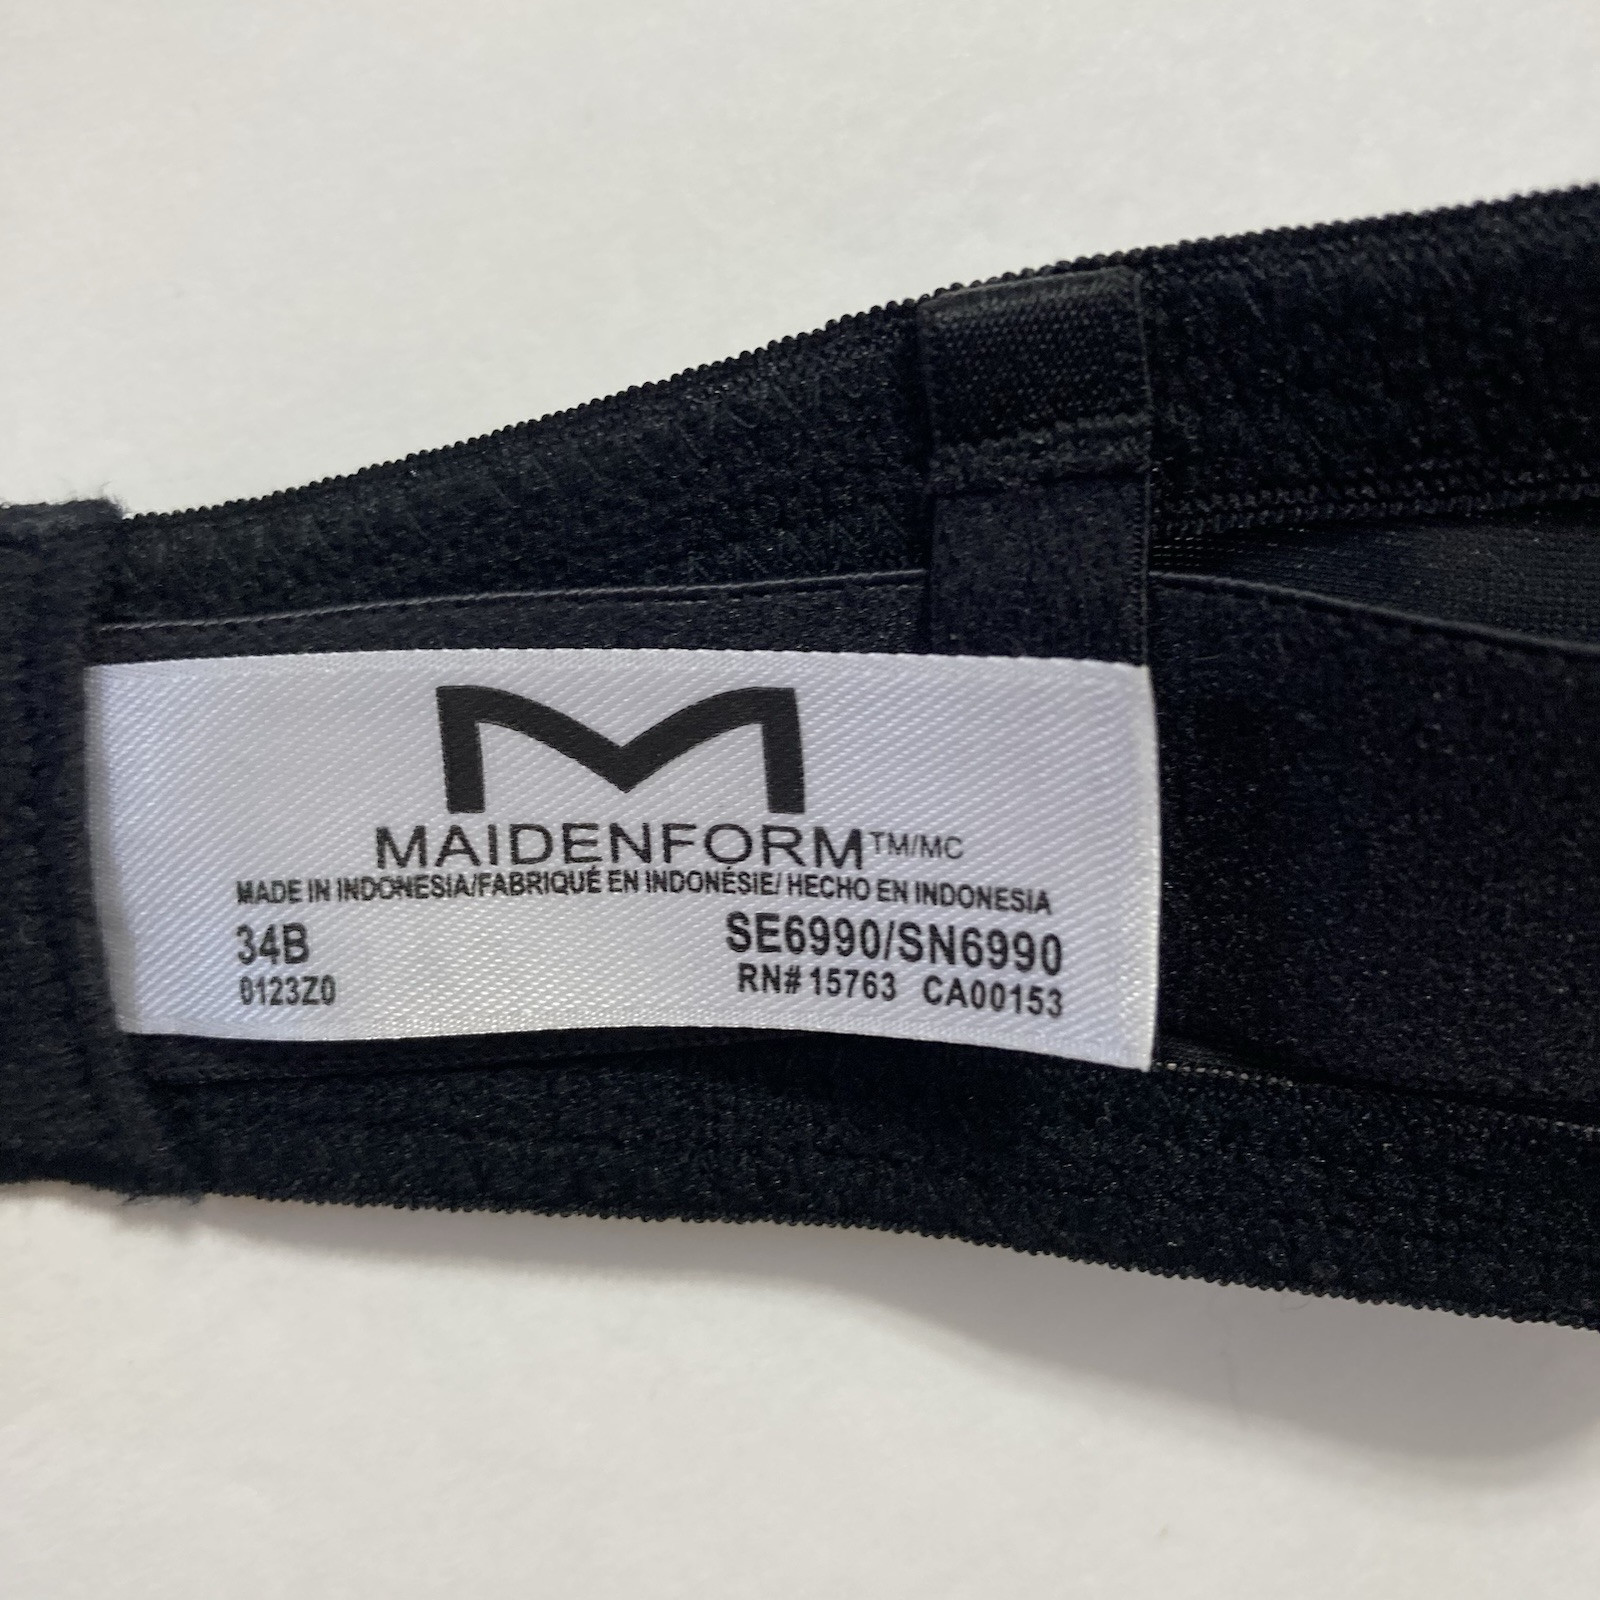 M
MAIDENFORM™/MC
MADE IN INDONESIA/FABRIQUÉ EN INDONÉSIE/ HECHO EN INDONESIA
34B SE6990/SN6990
0123Z0 RN# 15763 CA00153